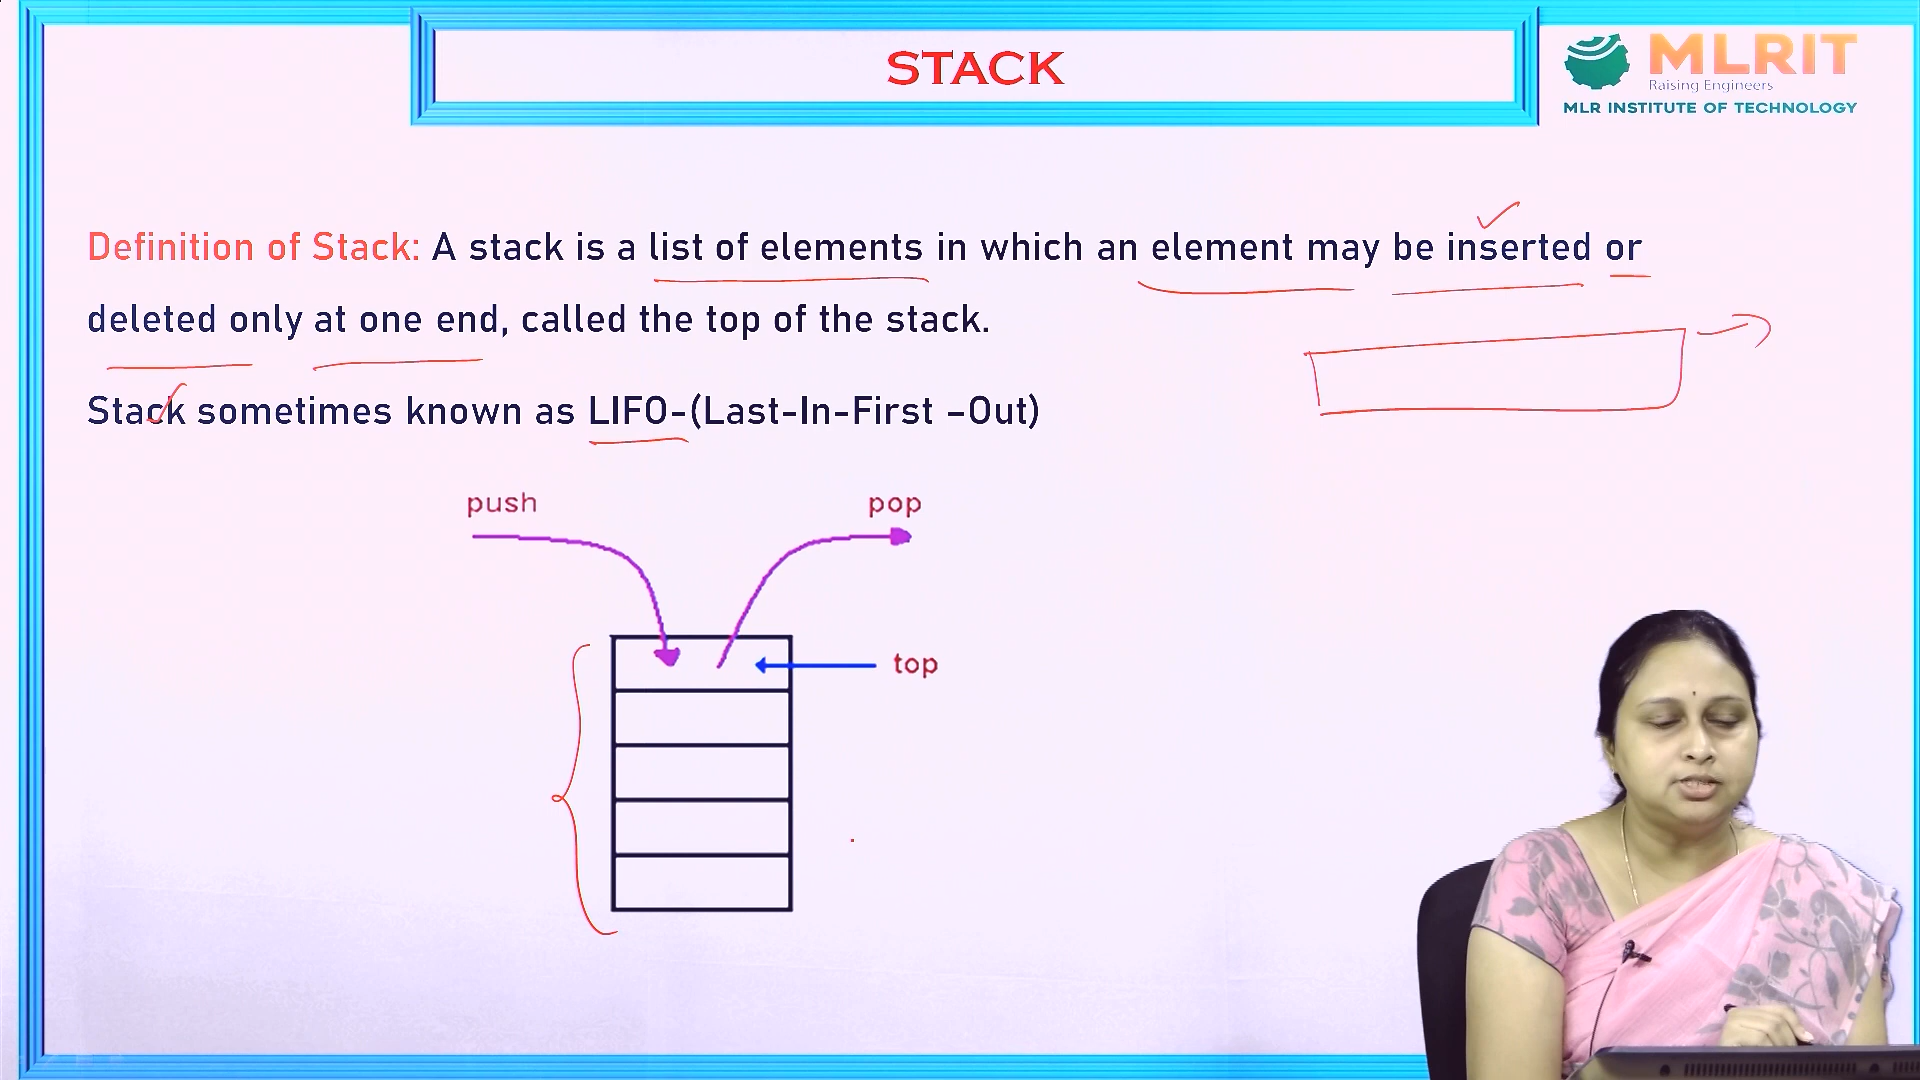 STACK
MLRIT
Raising Engineers
MLR INSTITUTE OF TECHNOLOGY
Definition of Stack: A stack is a list of elements in which an element may be inserted or
deleted only at one end, called the top of the stack.
Stack sometimes known as LIFO-(Last-In-First –Out)
push
pop
top